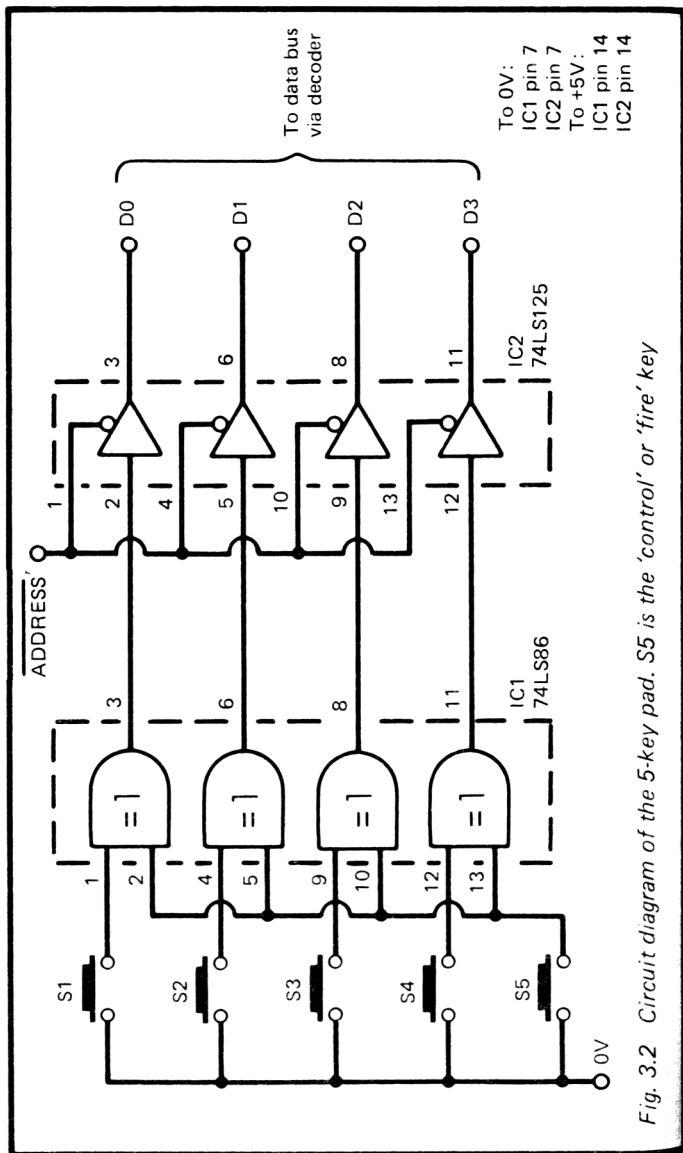 ADDRESS'
S1
S2
S3
S4
S5
0V
1
2
4
5
9
10
12
13
=1
=1
=1
=1
3
6
8
11
IC1
74LS86
1
2
4
5
10
9
13
12
3
6
8
11
IC2
74LS125
D0
D1
D2
D3
To data bus
via decoder
To 0V:
IC1 pin 7
IC2 pin 7
To +5V:
IC1 pin 14
IC2 pin 14
Fig. 3.2 Circuit diagram of the 5-key pad. S5 is the 'control' or 'fire' key